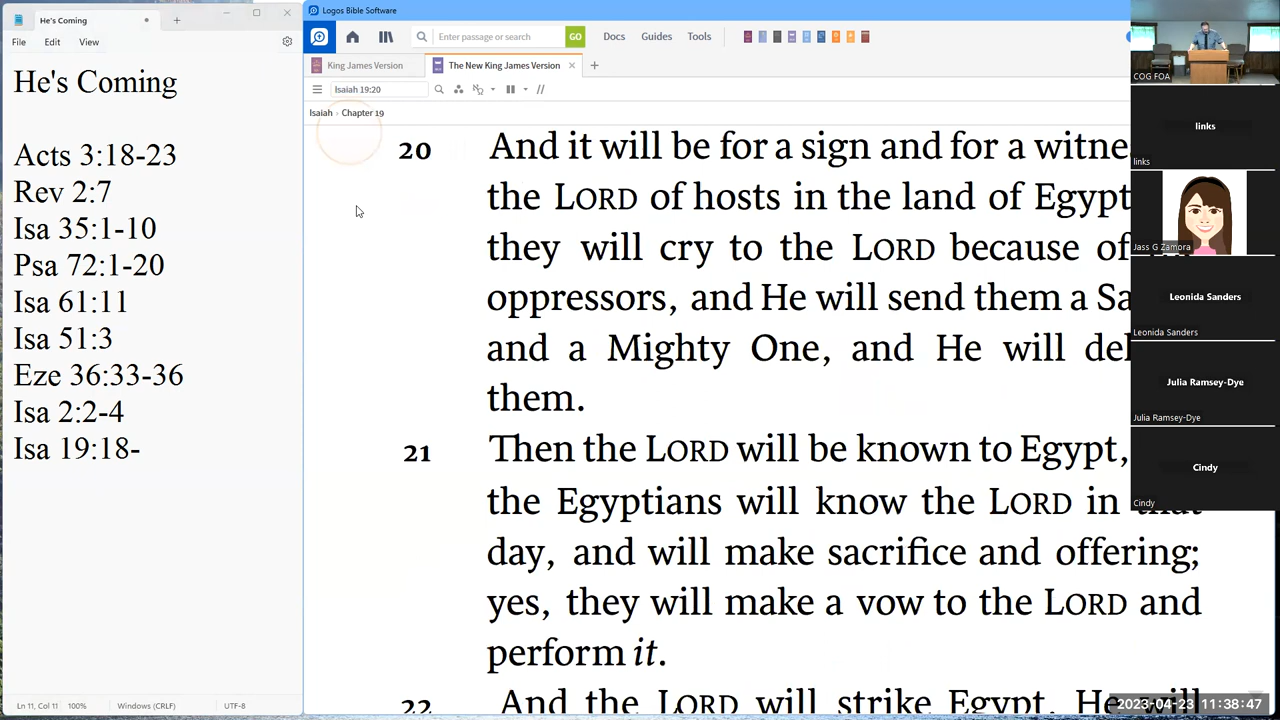 He's Coming
File Edit View
He's Coming
Acts 3:18-23
Rev 2:7
Isa 35:1-10
Psa 72:1-20
Isa 61:11
Isa 51:3
Eze 36:33-36
Isa 2:2-4
Isa 19:18-
Ln 11, Col 11 100% Windows (CRLF) UTF-8
Logos Bible Software
Enter passage or search GO Docs Guides Tools
King James Version The New King James Version
Isaiah 19:20
Isaiah › Chapter 19
20 And it will be for a sign and for a witne
the LORD of hosts in the land of Egypt
they will cry to the LORD because of
oppressors, and He will send them a Sa
and a Mighty One, and He will del
them.
21 Then the LORD will be known to Egypt,
the Egyptians will know the LORD in that
day, and will make sacrifice and offering;
yes, they will make a vow to the LORD and
perform it.
22 And the LORD will strike Egypt, He will
COG FOA
links
links
Jass G Zamora
Leonida Sanders
Leonida Sanders
Julia Ramsey-Dye
Julia Ramsey-Dye
Cindy
Cindy
2023-04-23 11:38:47